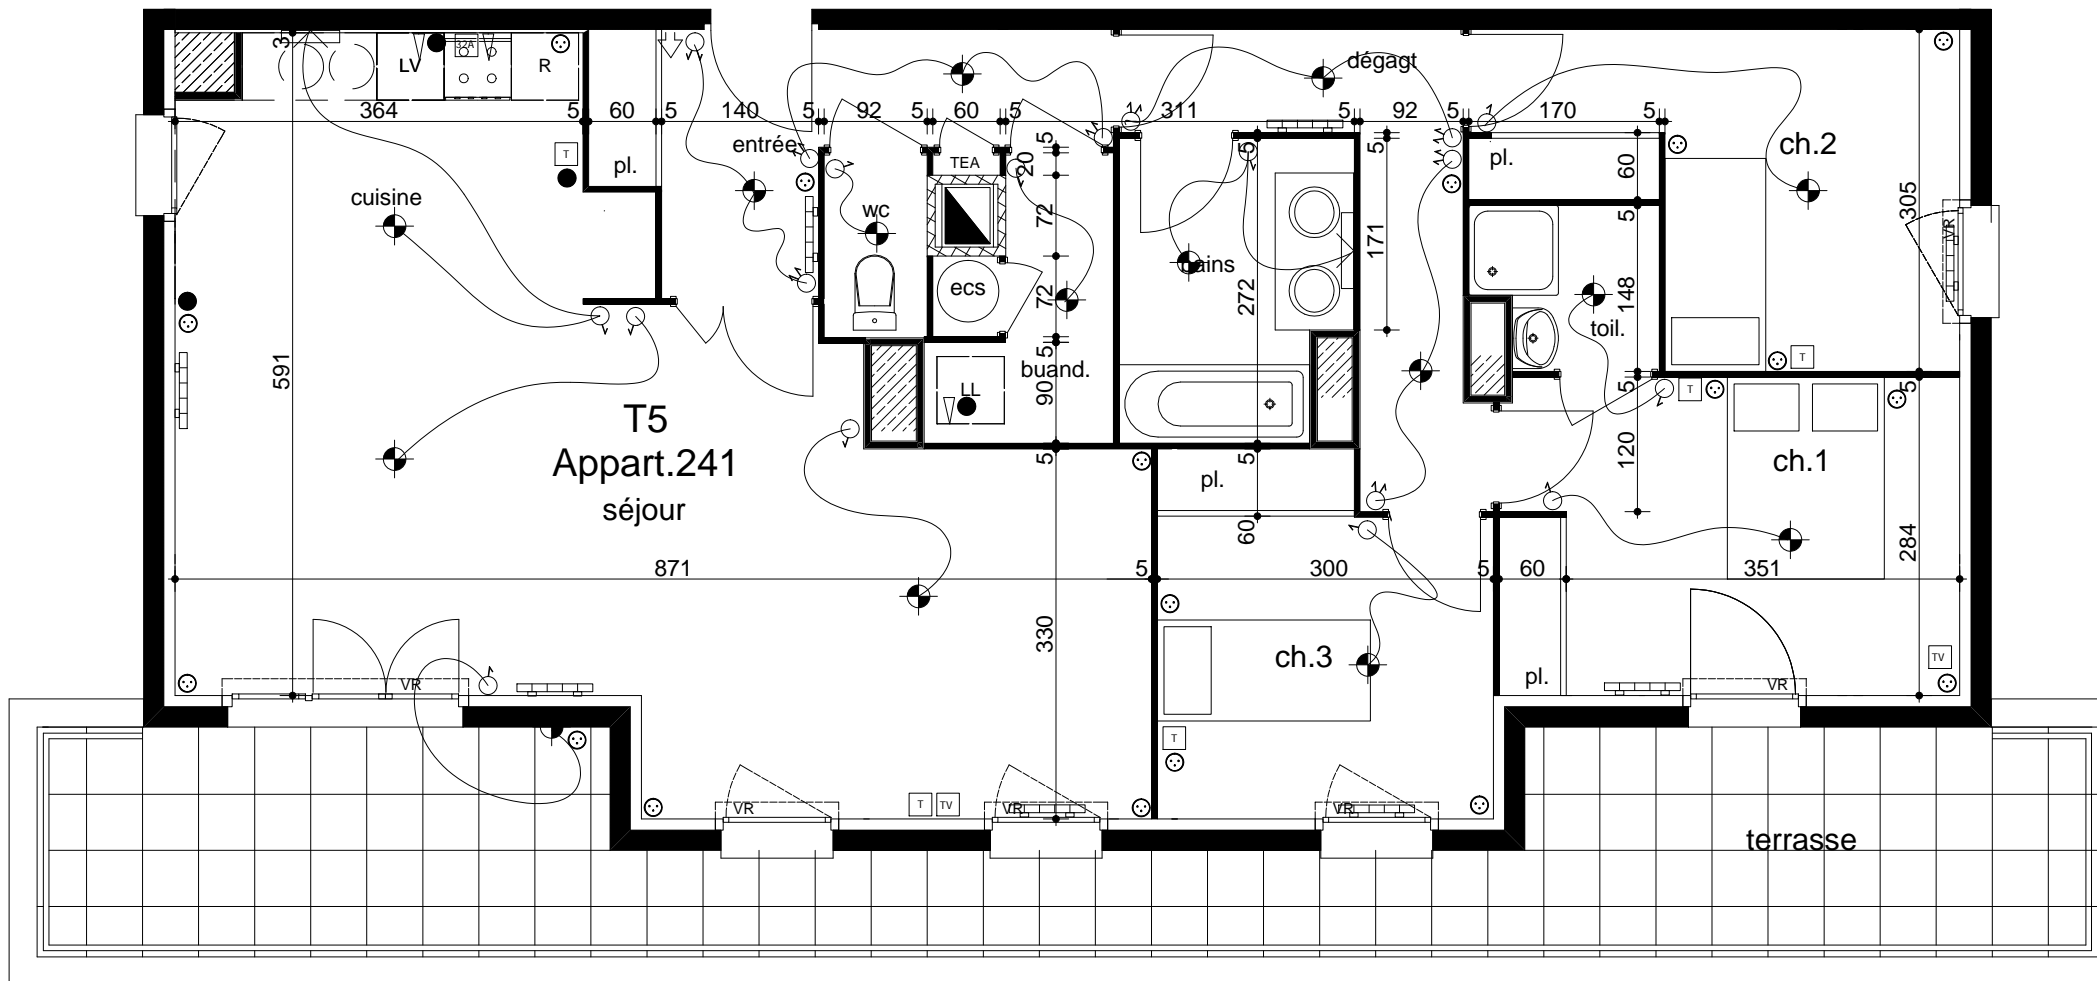 3
LV
32A
R
dégagt
364
5
60
5
140
5
92
5
60
5
311
5
92
5
170
5
entrée
5
20
TEA
5
5
pl.
T
pl.
60
ch.2
cuisine
wc
72
171
5
305
VR
ecs
72
bains
272
148
toil.
591
5
buand.
90
LL
T
T
5
5
T5
Appart.241
séjour
5
5
pl.
120
ch.1
60
284
871
5
300
5
60
351
330
ch.3
pl.
TV
VR
VR
T
T
TV
VR
VR
VR
terrasse